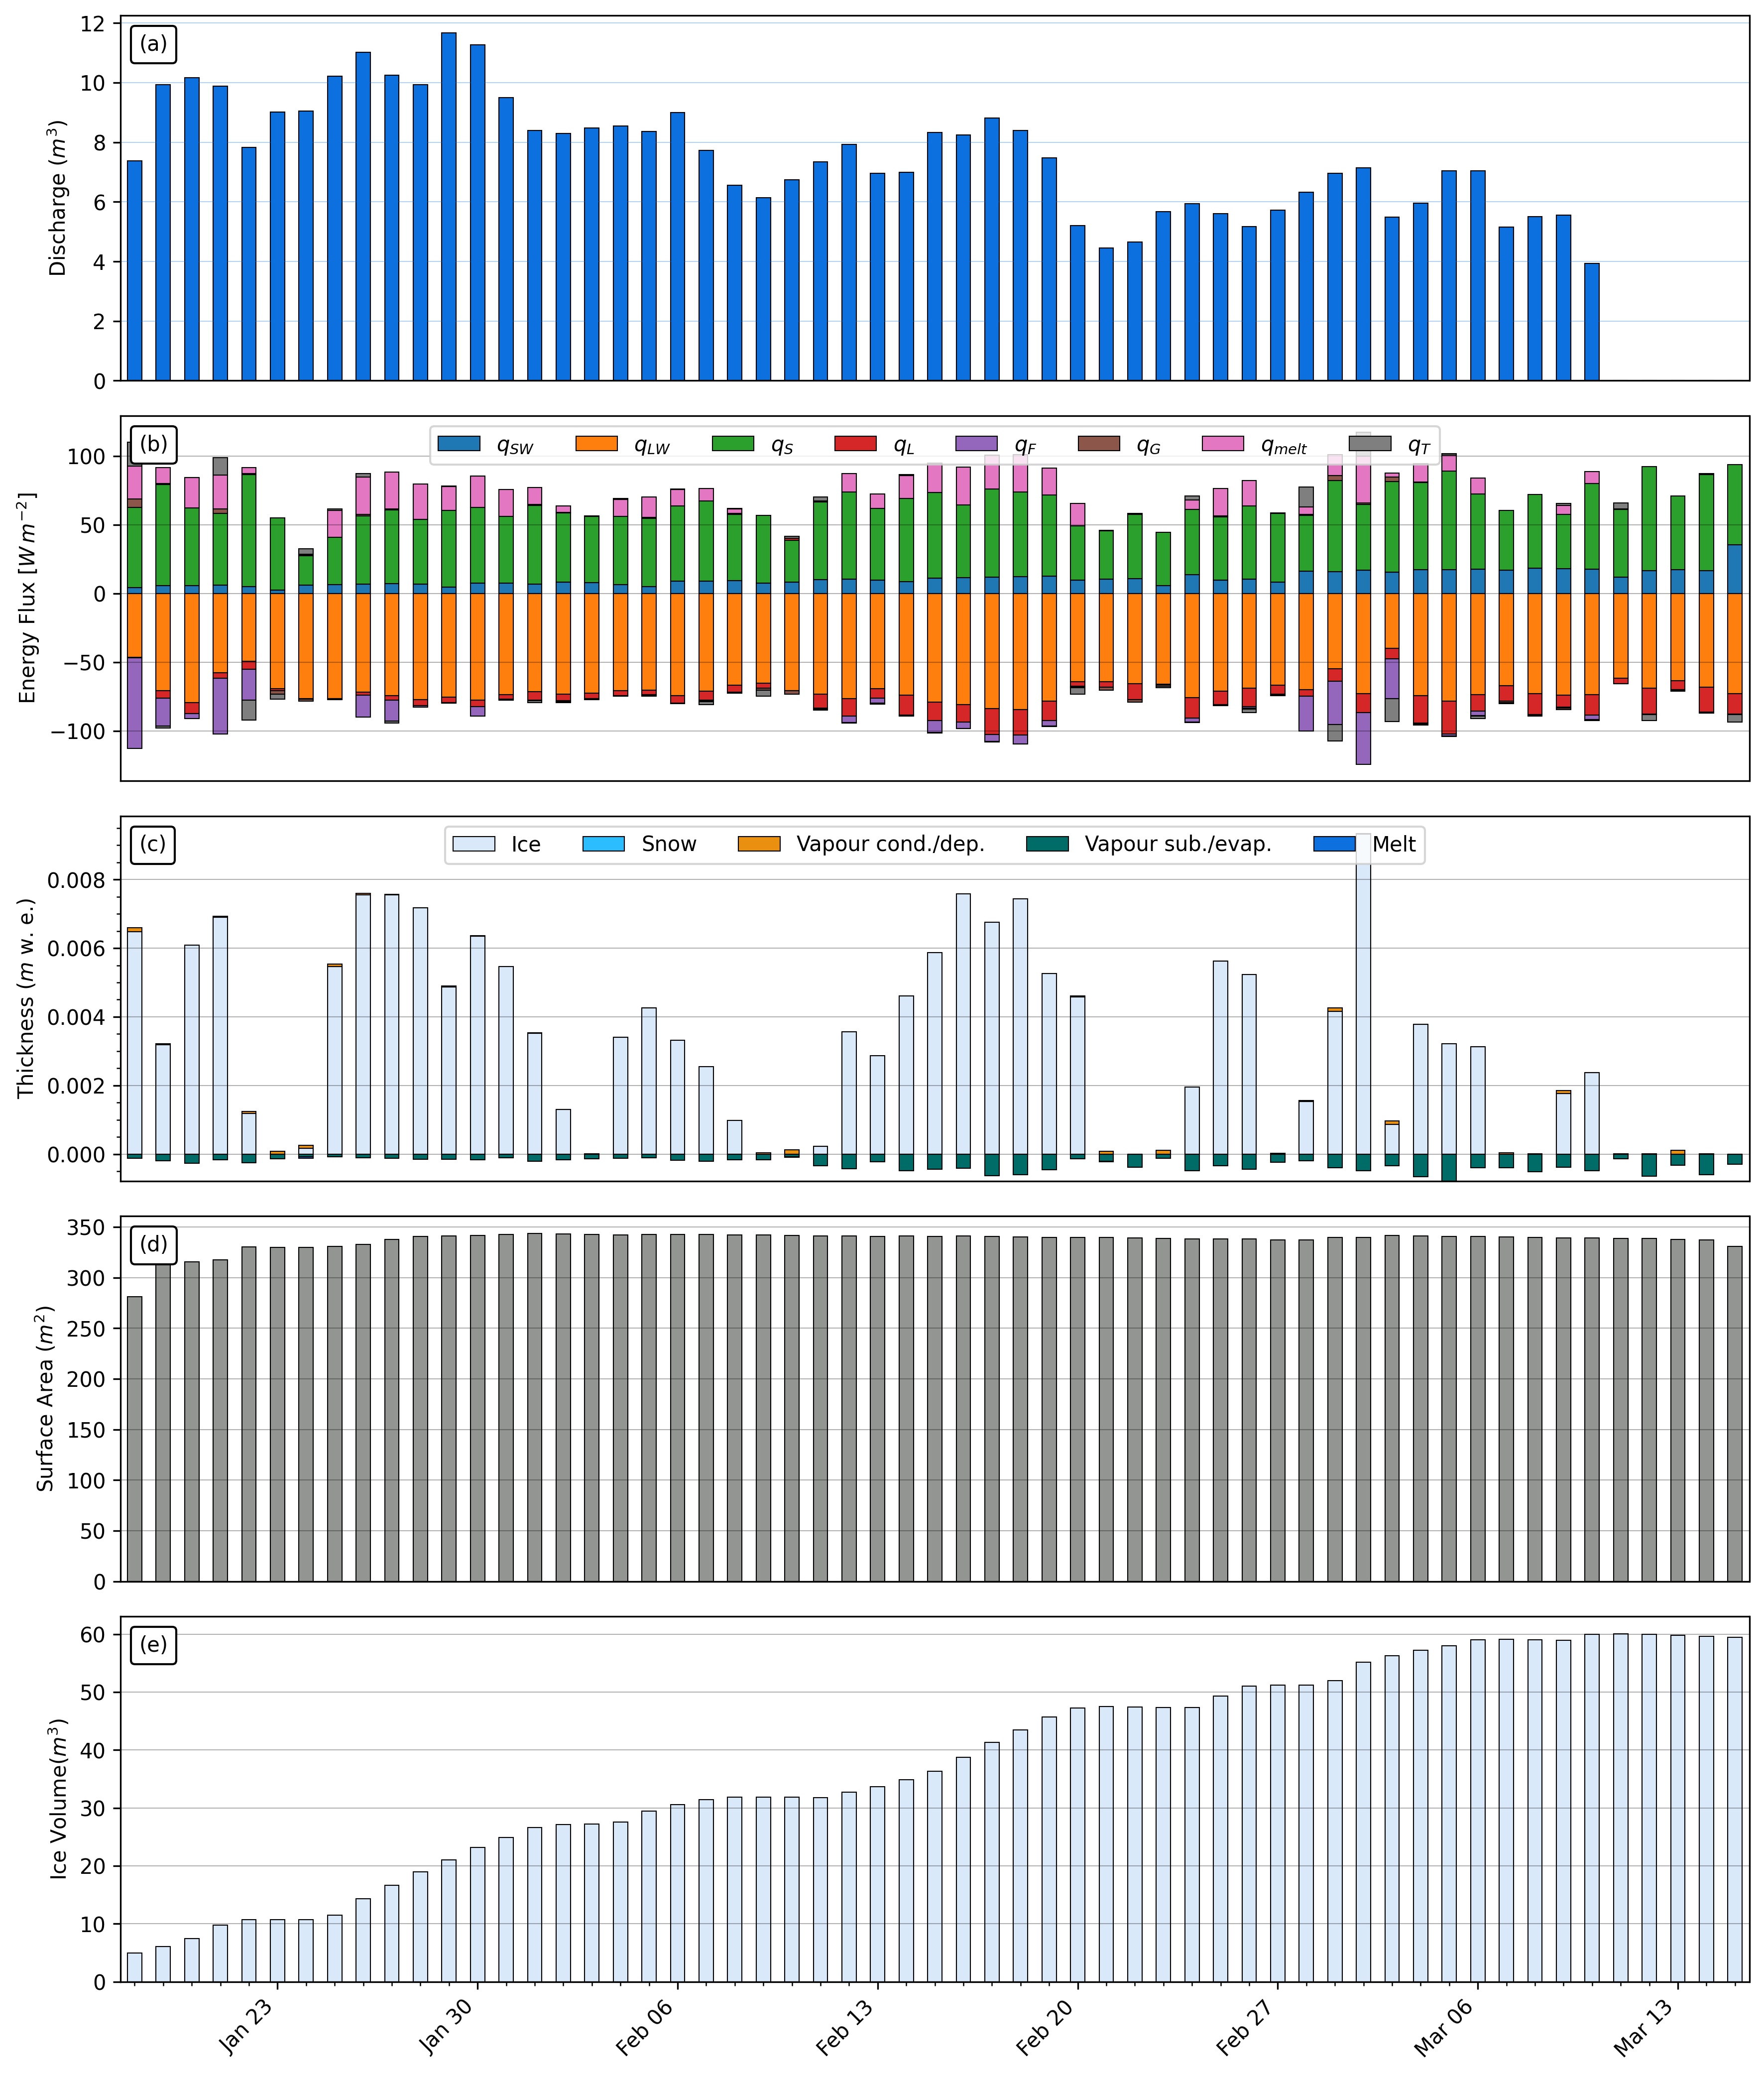 (a)
Discharge (m³)
12
10
8
6
4
2
0
(b)
q_SW q_LW q_S q_L q_F q_G q_melt q_T
Energy Flux [W m⁻²]
100
50
0
−50
−100
(c)
Ice Snow Vapour cond./dep. Vapour sub./evap. Melt
Thickness (m w. e.)
0.008
0.006
0.004
0.002
0.000
(d)
Surface Area (m²)
350
300
250
200
150
100
50
0
(e)
Ice Volume(m³)
60
50
40
30
20
10
0
Jan 23 Jan 30 Feb 06 Feb 13 Feb 20 Feb 27 Mar 06 Mar 13